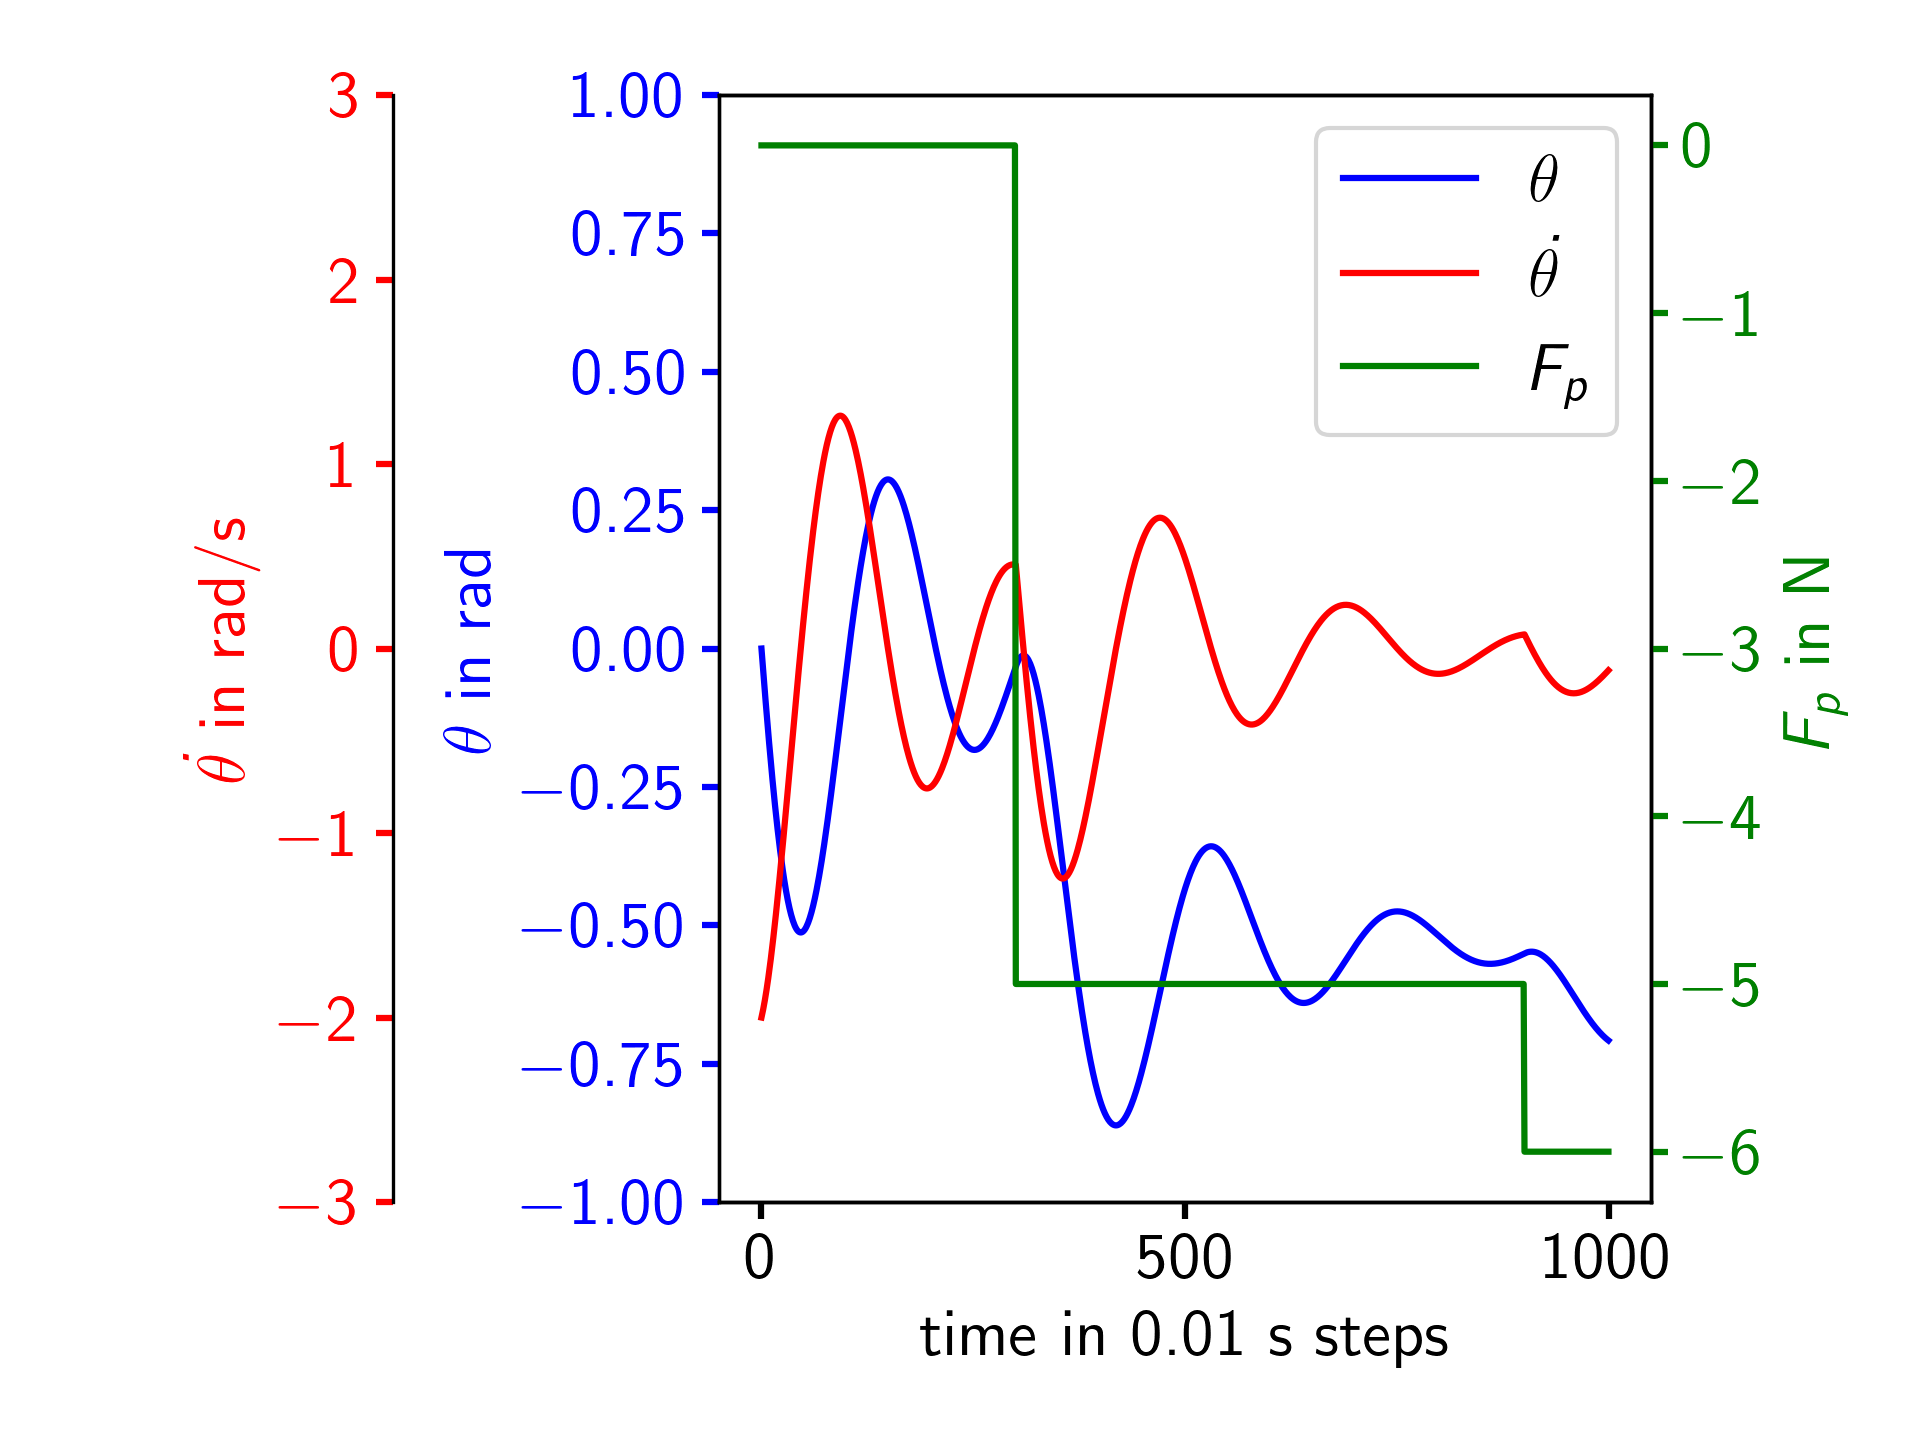 θ̇ in rad/s
3
2
1
0
−1
−2
−3
θ in rad
1.00
0.75
0.50
0.25
0.00
−0.25
−0.50
−0.75
−1.00
θ
θ̇
Fₚ
0
−1
−2
−3
−4
−5
−6
Fₚ in N
0 500 1000
time in 0.01 s steps